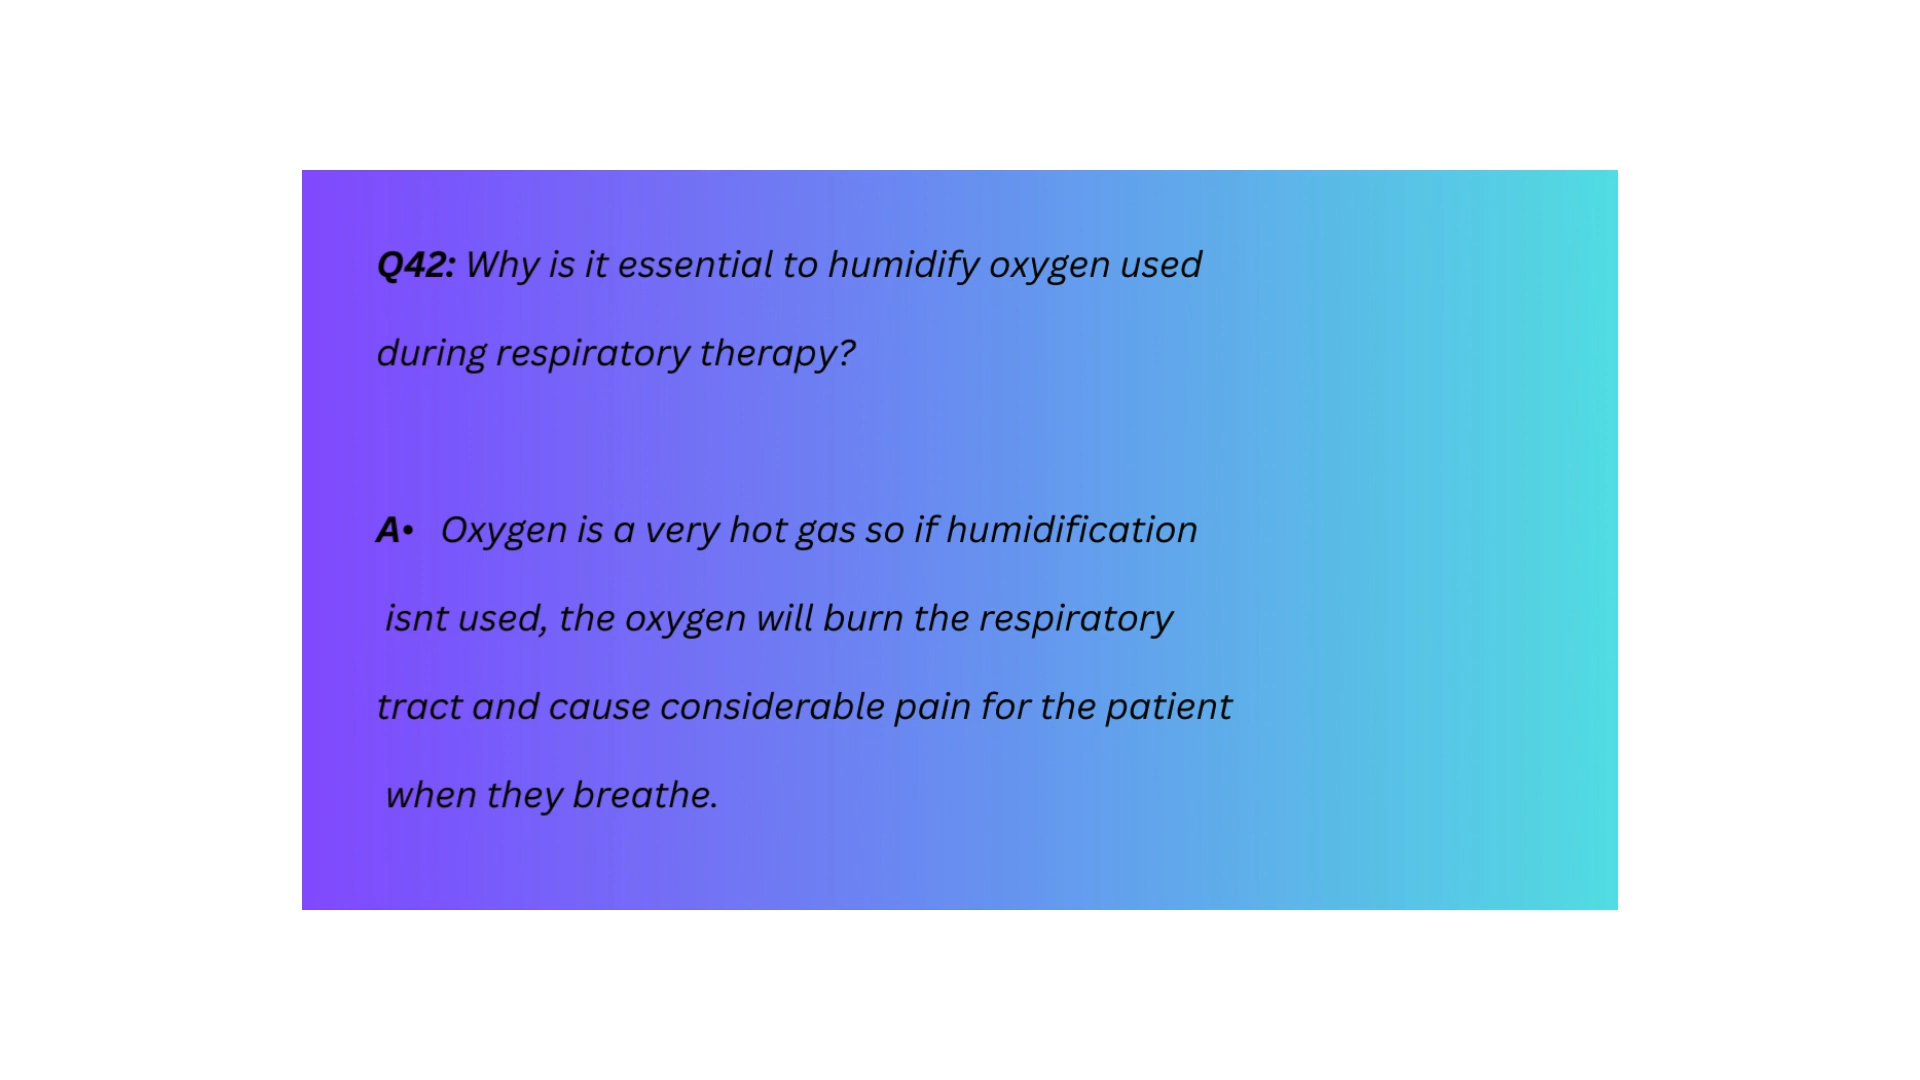 Q42: Why is it essential to humidify oxygen used
during respiratory therapy?
A• Oxygen is a very hot gas so if humidification
isnt used, the oxygen will burn the respiratory
tract and cause considerable pain for the patient
when they breathe.